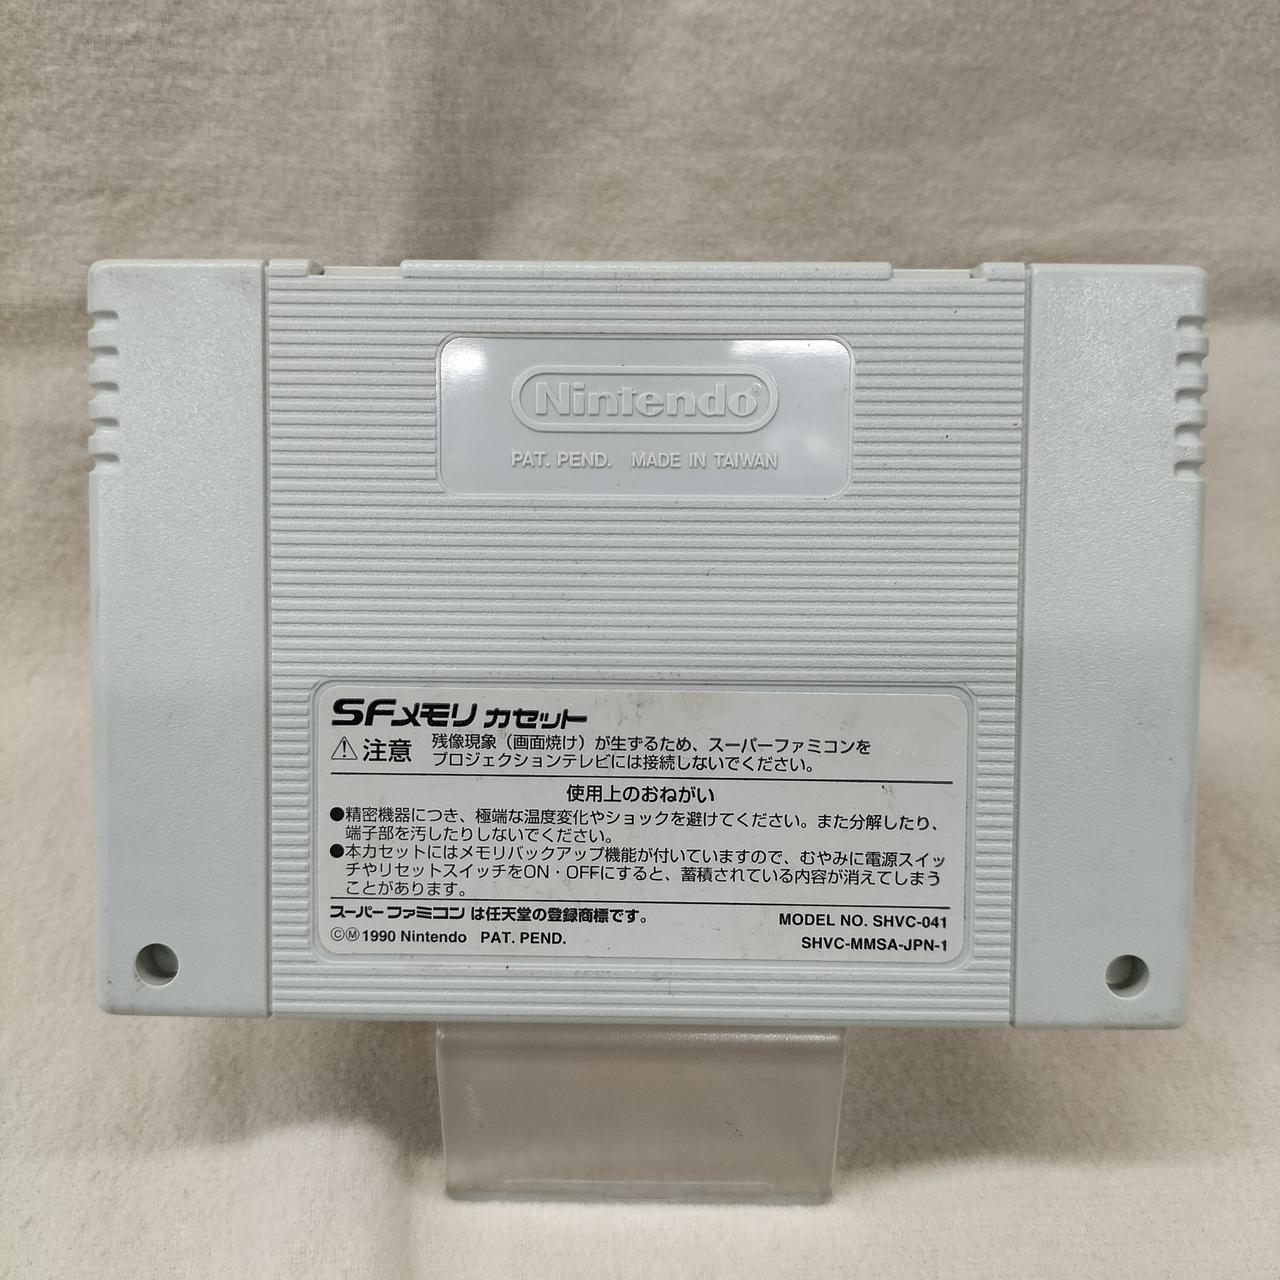 Nintendo®
PAT. PEND. MADE IN TAIWAN
SFメモリ カセット
⚠注意 残像現象（画面焼け）が生ずるため、スーパーファミコンを
プロジェクションテレビには接続しないでください。
使用上のおねがい
●精密機器につき、極端な温度変化やショックを避けてください。また分解したり、
端子部を汚したりしないでください。
●本カセットにはメモリバックアップ機能が付いていますので、むやみに電源スイッ
チやリセットスイッチをON・OFFにすると、蓄積されている内容が消えてしまう
ことがあります。
スーパーファミコン は任天堂の登録商標です。
MODEL NO. SHVC-041
ⒸⓂ1990 Nintendo PAT. PEND.
SHVC-MMSA-JPN-1